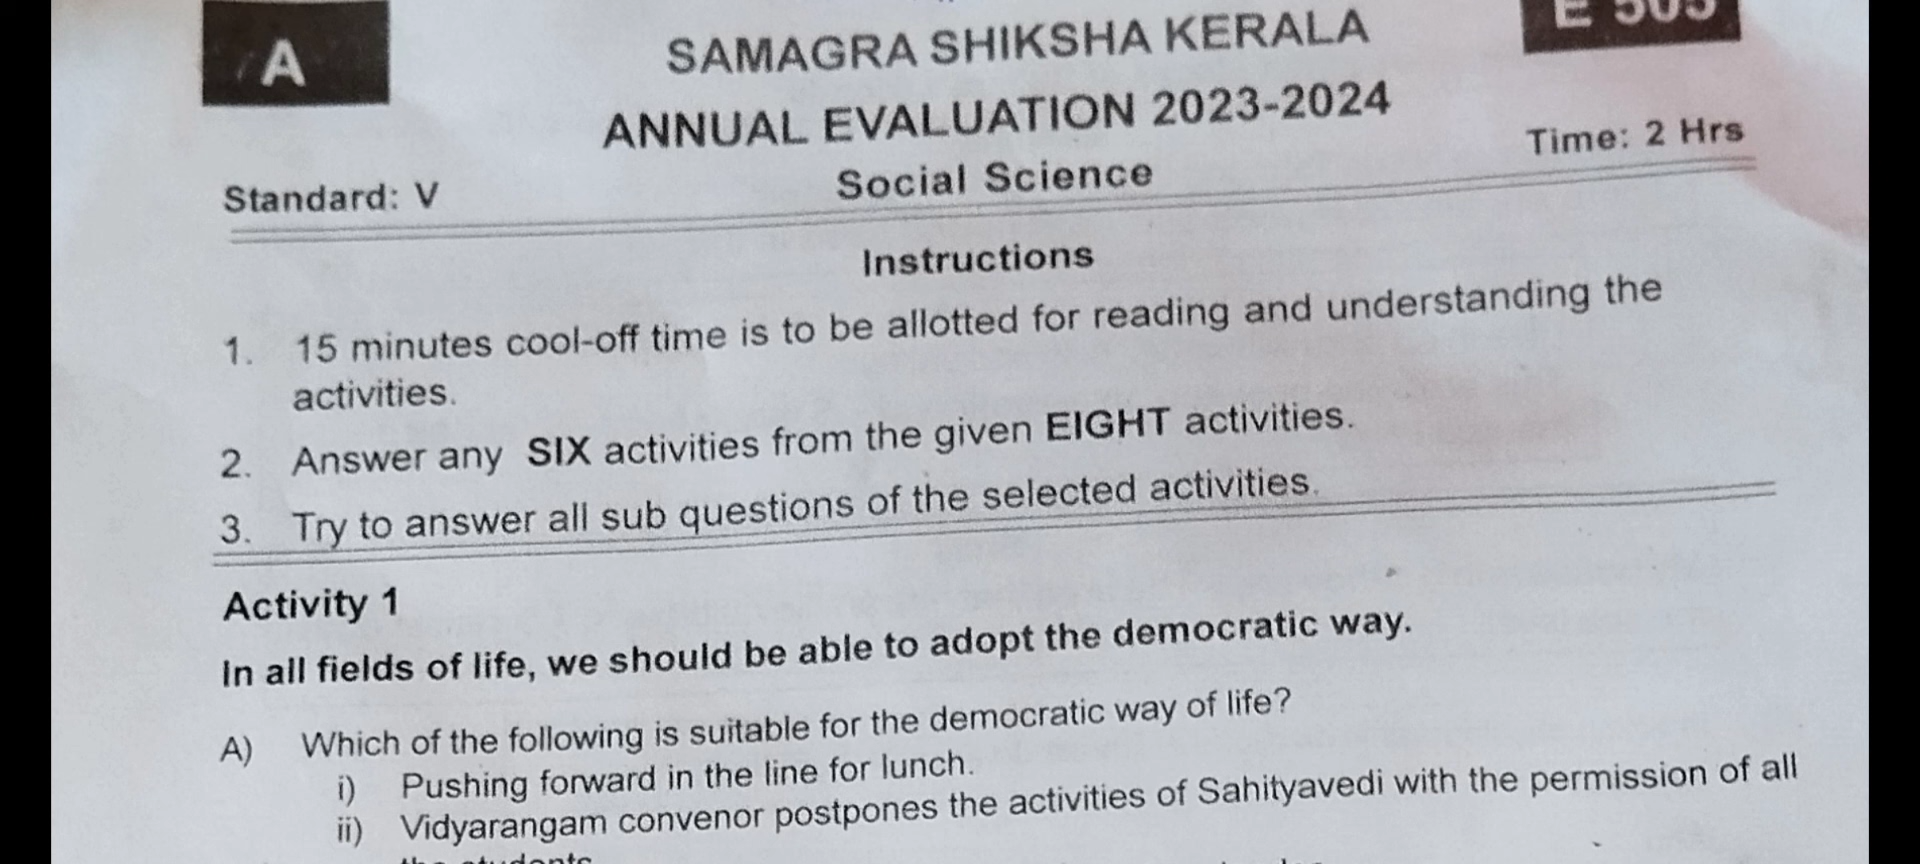 A
SAMAGRA SHIKSHA KERALA
E 505
ANNUAL EVALUATION 2023-2024
Time: 2 Hrs
Standard: V
Social Science
Instructions
1. 15 minutes cool-off time is to be allotted for reading and understanding the
activities.
2. Answer any SIX activities from the given EIGHT activities.
3. Try to answer all sub questions of the selected activities.
Activity 1
In all fields of life, we should be able to adopt the democratic way.
A) Which of the following is suitable for the democratic way of life?
i) Pushing forward in the line for lunch.
ii) Vidyarangam convenor postpones the activities of Sahityavedi with the permission of all
the students